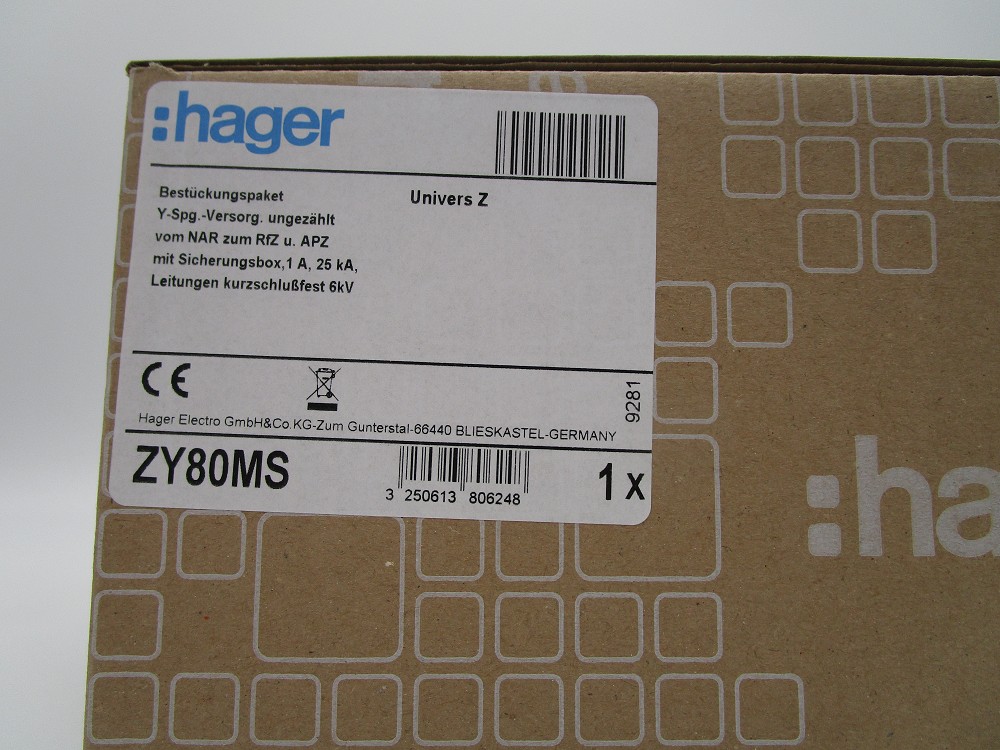 :hager
Bestückungspaket
Univers Z
Y-Spg.-Versorg. ungezählt
vom NAR zum RfZ u. APZ
mit Sicherungsbox,1 A, 25 kA,
Leitungen kurzschlußfest 6kV
CE
9281
Hager Electro GmbH&Co.KG-Zum Gunterstal-66440 BLIESKASTEL-GERMANY
ZY80MS
3 250613 806248
1 x
:ha